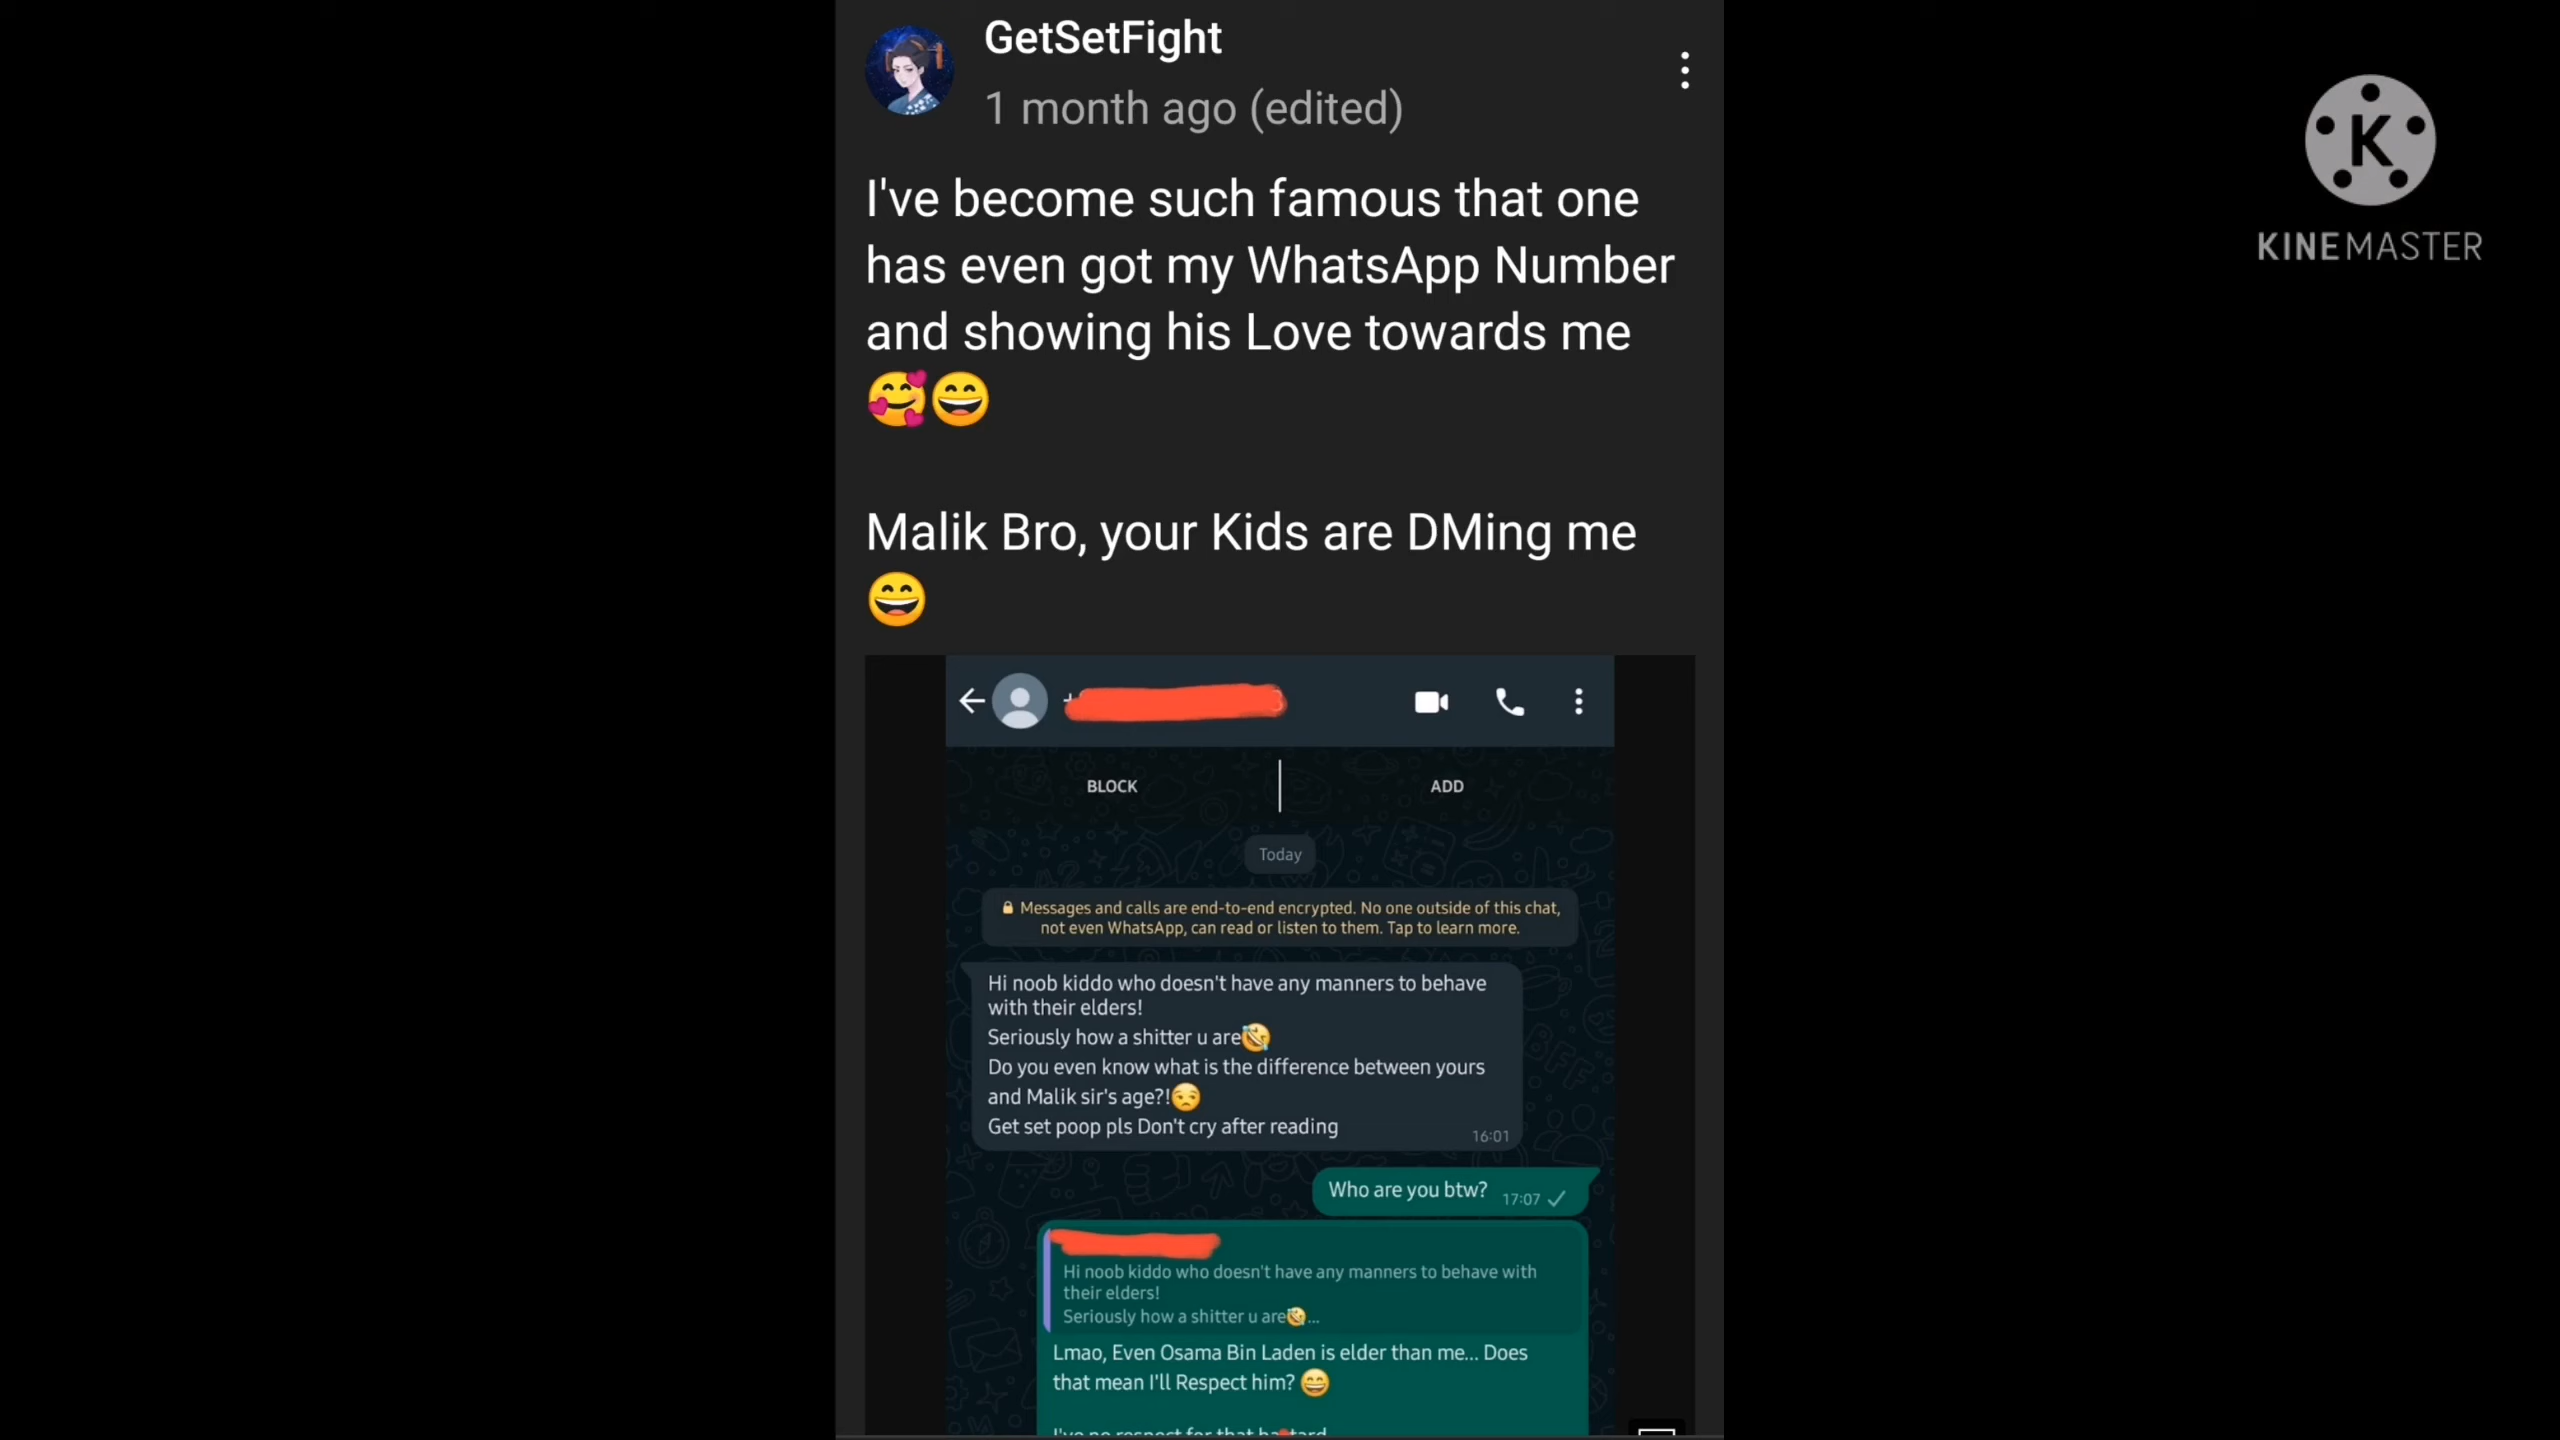 GetSetFight
1 month ago (edited)
I've become such famous that one
has even got my WhatsApp Number
and showing his Love towards me
🥰😄
Malik Bro, your Kids are DMing me
😄
KINEMASTER
BLOCK
ADD
Today
Messages and calls are end-to-end encrypted. No one outside of this chat,
not even WhatsApp, can read or listen to them. Tap to learn more.
Hi noob kiddo who doesn't have any manners to behave
with their elders!
Seriously how a shitter u are🤣
Do you even know what is the difference between yours
and Malik sir's age?!😒
Get set poop pls Don't cry after reading
16:01
Who are you btw?
17:07
Hi noob kiddo who doesn't have any manners to behave with
their elders!
Seriously how a shitter u are🤣...
Lmao, Even Osama Bin Laden is elder than me... Does
that mean I'll Respect him? 😄
I've no respect for that